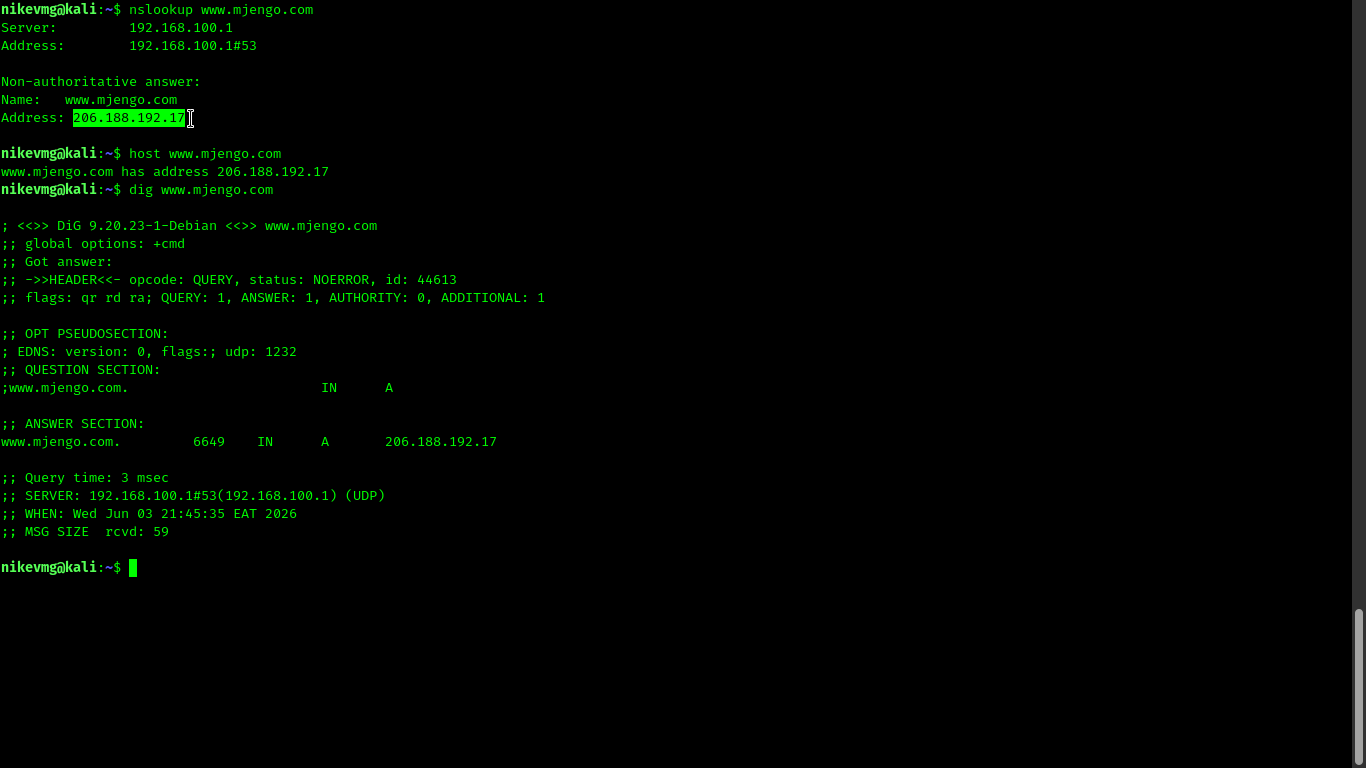 nikevmg@kali:~$ nslookup www.mjengo.com
Server:         192.168.100.1
Address:        192.168.100.1#53

Non-authoritative answer:
Name:   www.mjengo.com
Address: 206.188.192.17

nikevmg@kali:~$ host www.mjengo.com
www.mjengo.com has address 206.188.192.17
nikevmg@kali:~$ dig www.mjengo.com

; <<>> DiG 9.20.23-1-Debian <<>> www.mjengo.com
;; global options: +cmd
;; Got answer:
;; ->>HEADER<<- opcode: QUERY, status: NOERROR, id: 44613
;; flags: qr rd ra; QUERY: 1, ANSWER: 1, AUTHORITY: 0, ADDITIONAL: 1

;; OPT PSEUDOSECTION:
; EDNS: version: 0, flags:; udp: 1232
;; QUESTION SECTION:
;www.mjengo.com.                        IN      A

;; ANSWER SECTION:
www.mjengo.com.         6649    IN      A       206.188.192.17

;; Query time: 3 msec
;; SERVER: 192.168.100.1#53(192.168.100.1) (UDP)
;; WHEN: Wed Jun 03 21:45:35 EAT 2026
;; MSG SIZE  rcvd: 59

nikevmg@kali:~$